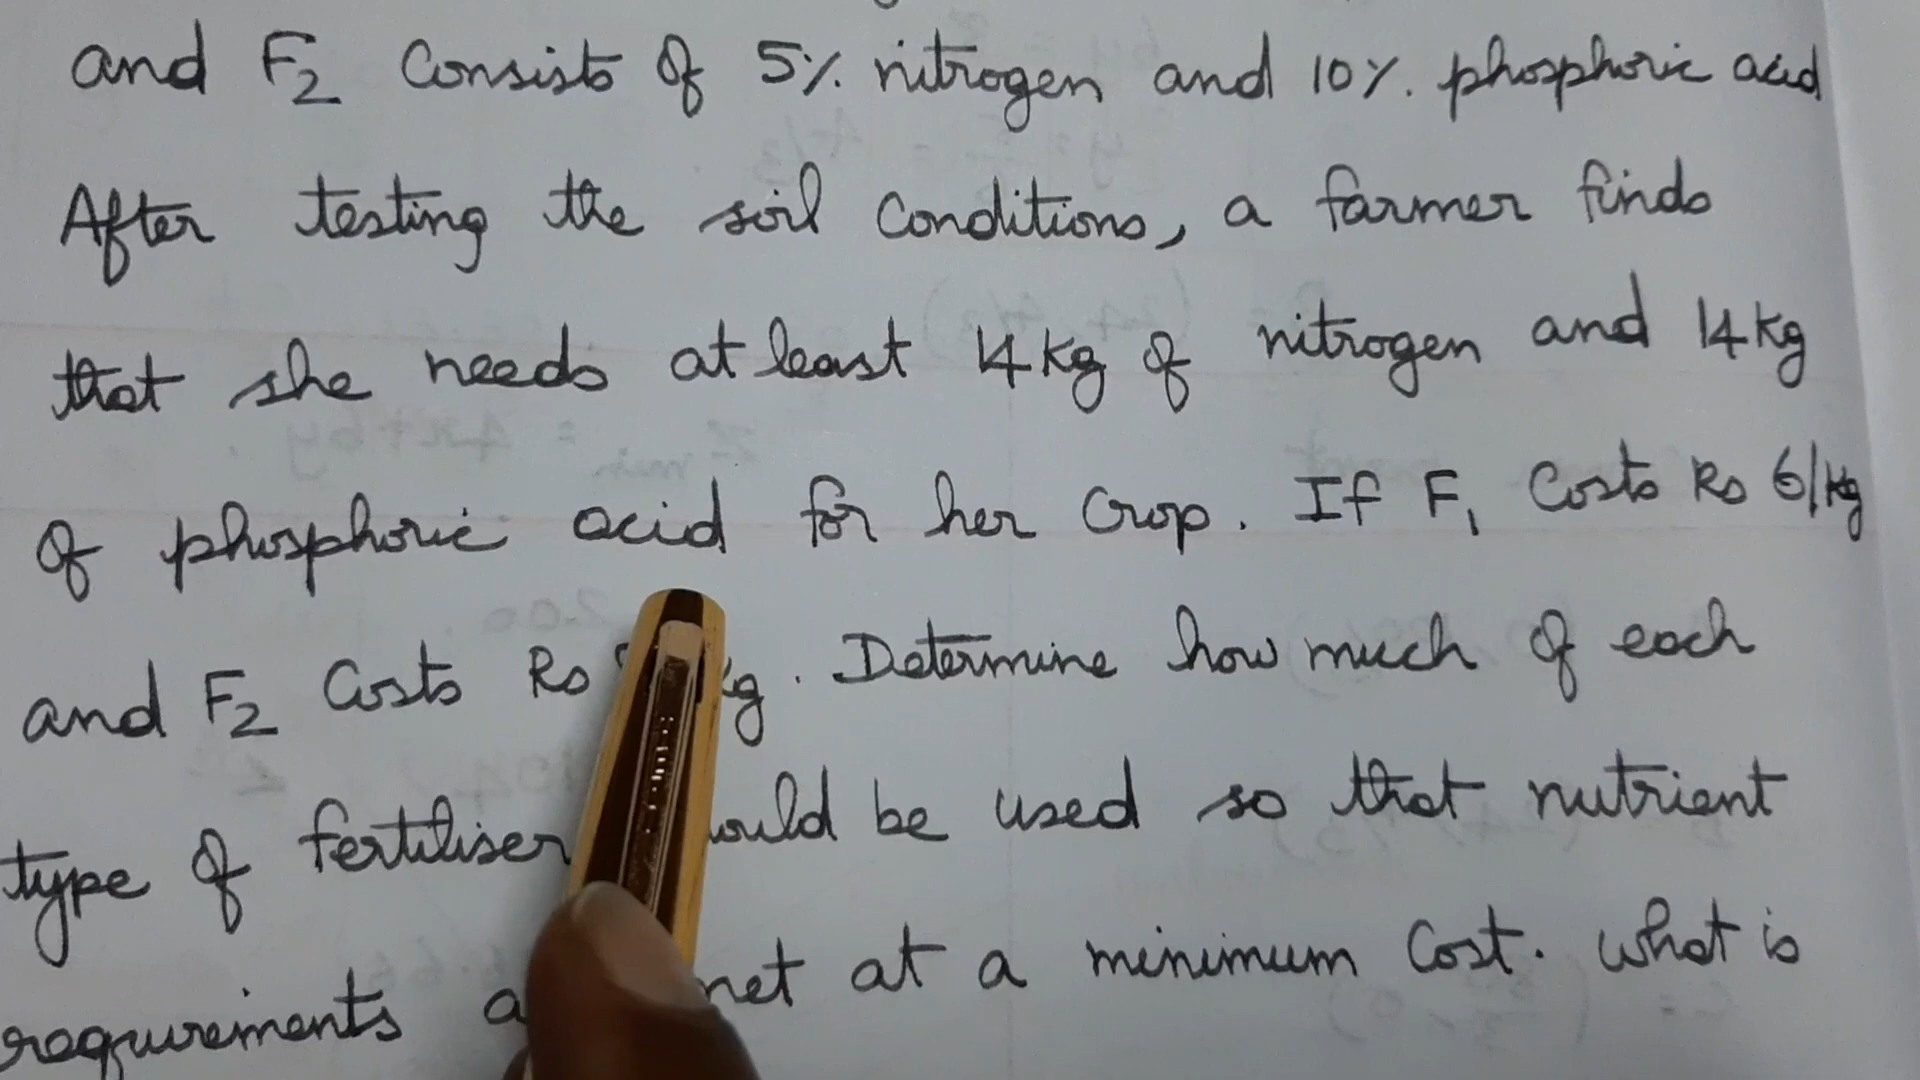 and F2 Consists of 5%. nitrogen and 10%. phosphoric acid
After testing the soil Conditions, a farmer finds
that she needs at least 14kg of nitrogen and 14kg
of phosphoric acid for her Crop. If F1 Costs Rs 6/kg
and F2 Costs Rs kg. Determine how much of each
type of fertiliser be used so that nutrient
requirements at a minimum Cost. What is